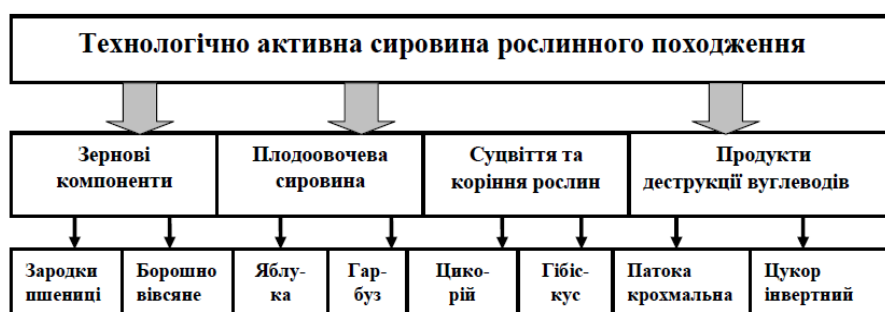 Технологічно активна сировина рослинного походження
Зернові
компоненти
Плодоовочева
сировина
Суцвіття та
коріння рослин
Продукти
деструкції вуглеводів
Зародки
пшениці
Борошно
вівсяне
Яблу-
ка
Гар-
буз
Цико-
рій
Гібіс-
кус
Патока
крохмальна
Цукор
інвертний